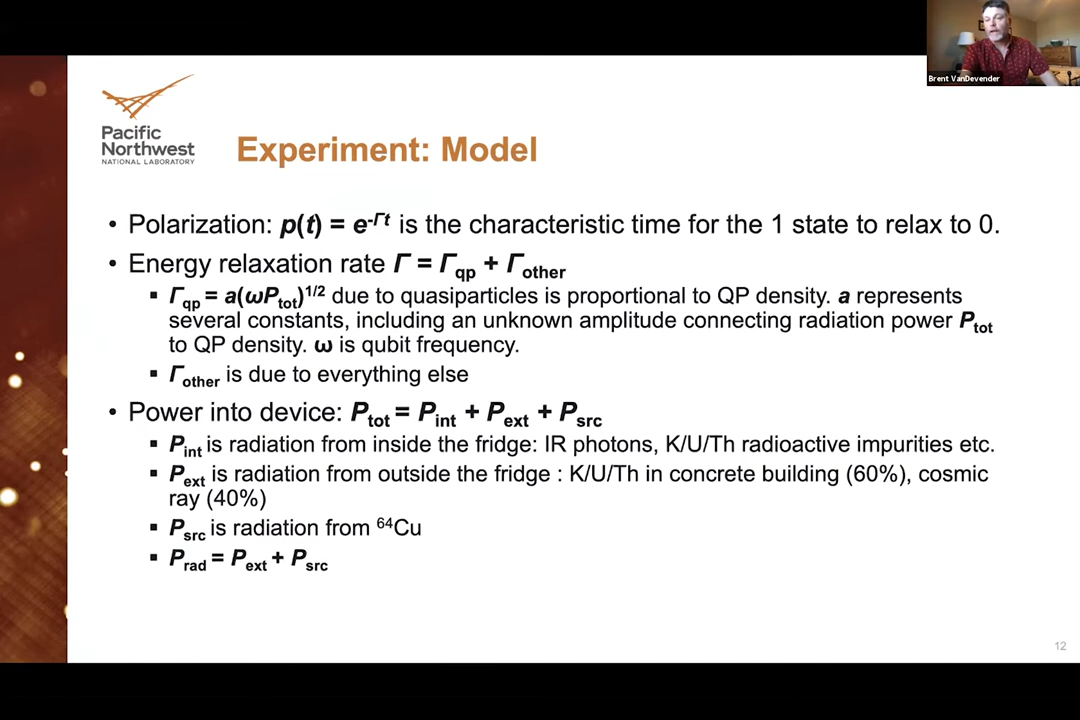 Brent VanDevender
Pacific
Northwest
NATIONAL LABORATORY
Experiment: Model
• Polarization: p(t) = e^-Γt is the characteristic time for the 1 state to relax to 0.
• Energy relaxation rate Γ = Γqp + Γother
▪ Γqp = a(ωPtot)^1/2 due to quasiparticles is proportional to QP density. a represents
several constants, including an unknown amplitude connecting radiation power Ptot
to QP density. ω is qubit frequency.
▪ Γother is due to everything else
• Power into device: Ptot = Pint + Pext + Psrc
▪ Pint is radiation from inside the fridge: IR photons, K/U/Th radioactive impurities etc.
▪ Pext is radiation from outside the fridge : K/U/Th in concrete building (60%), cosmic
ray (40%)
▪ Psrc is radiation from ⁶⁴Cu
▪ Prad = Pext + Psrc
12